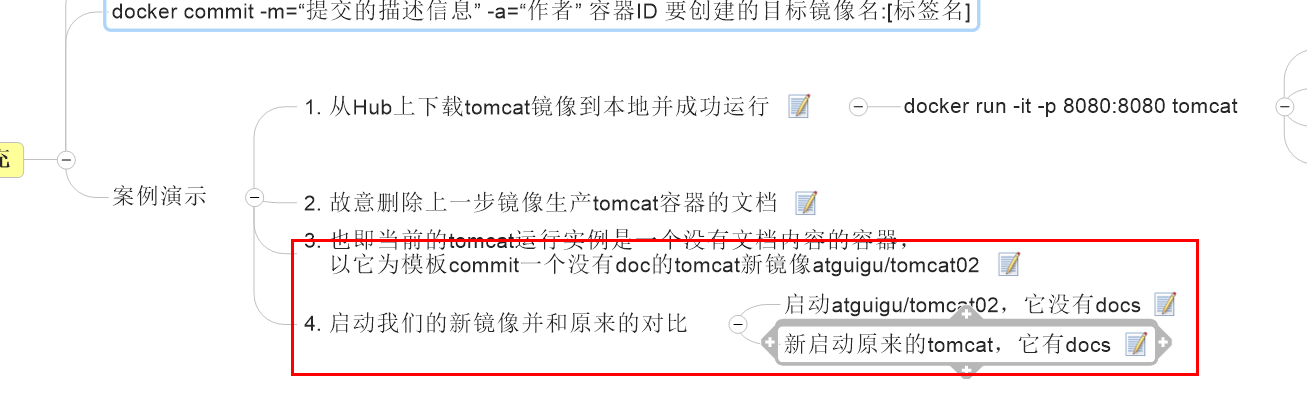 docker commit -m=“提交的描述信息” -a=“作者” 容器ID 要创建的目标镜像名:[标签名]
1. 从Hub上下载tomcat镜像到本地并成功运行
docker run -it -p 8080:8080 tomcat
充
案例演示
2. 故意删除上一步镜像生产tomcat容器的文档
3. 也即当前的tomcat运行实例是一个没有文档内容的容器，
以它为模板commit一个没有doc的tomcat新镜像atguigu/tomcat02
4. 启动我们的新镜像并和原来的对比
启动atguigu/tomcat02，它没有docs
新启动原来的tomcat，它有docs